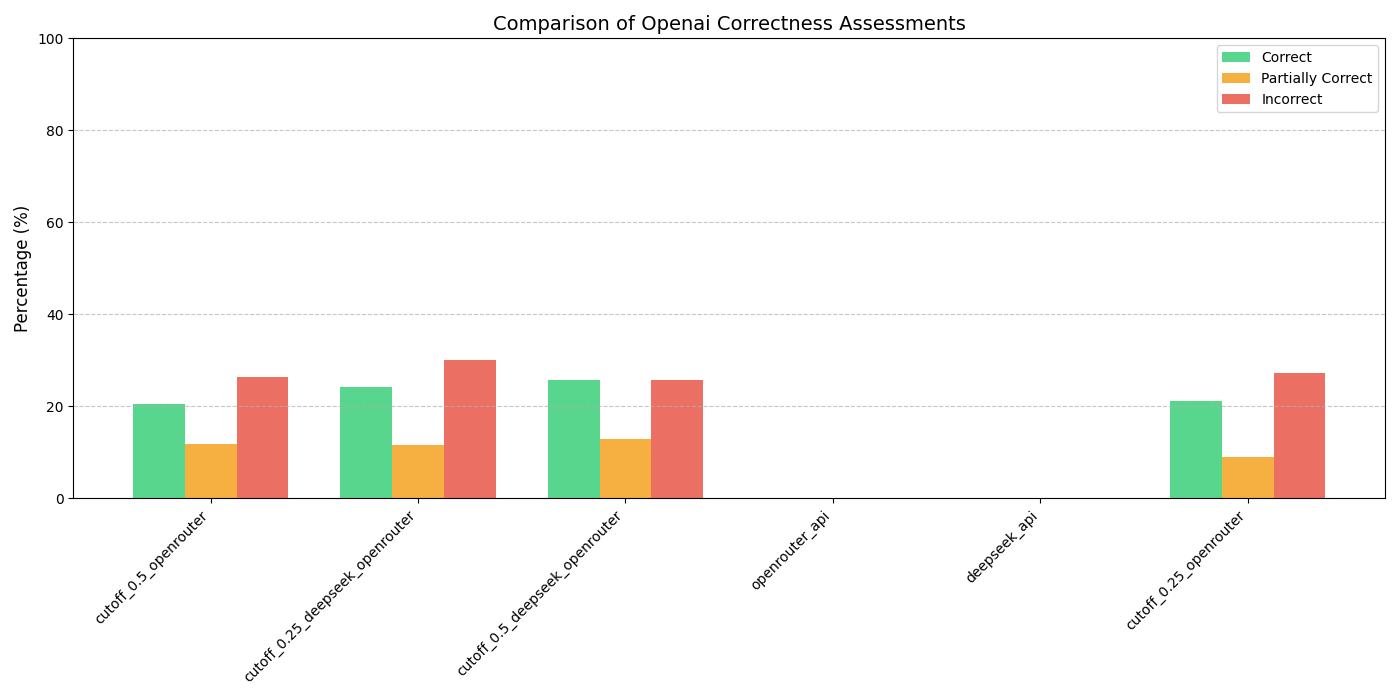 Comparison of Openai Correctness Assessments
Correct
Partially Correct
Incorrect
Percentage (%)
100
80
60
40
20
0
cutoff_0.5_openrouter
cutoff_0.25_deepseek_openrouter
cutoff_0.5_deepseek_openrouter
openrouter_api
deepseek_api
cutoff_0.25_openrouter